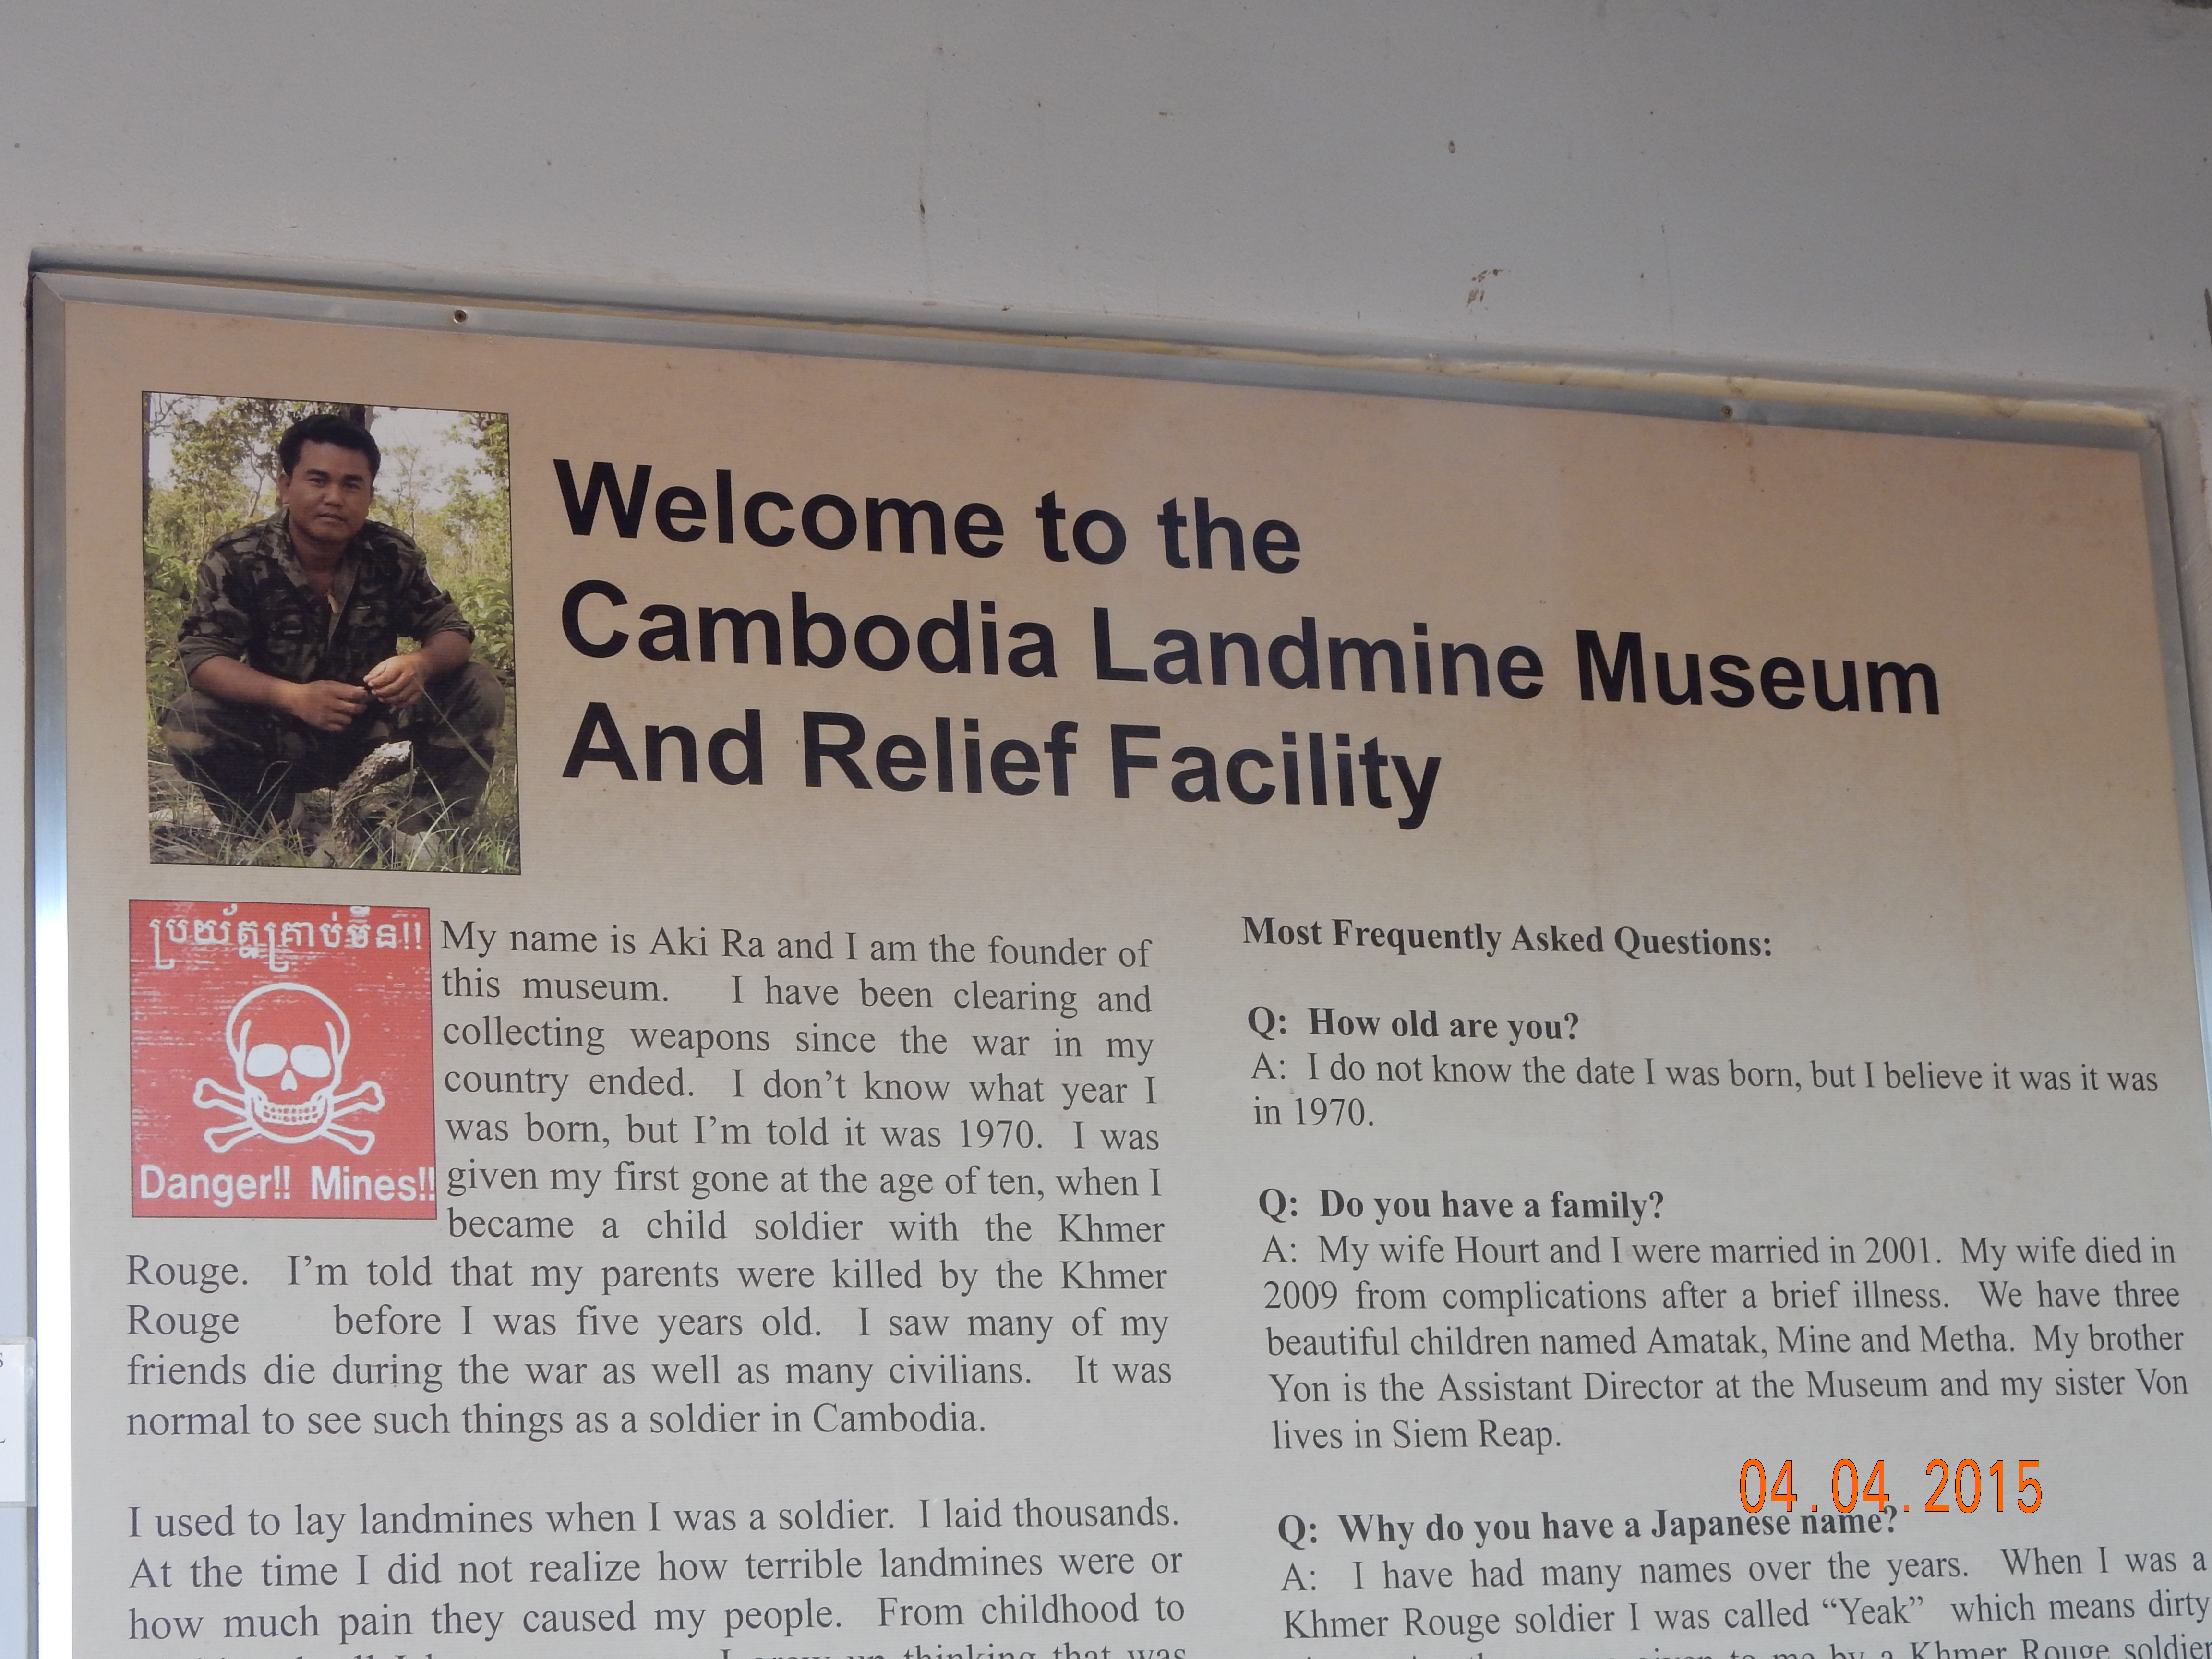 Welcome to the
Cambodia Landmine Museum
And Relief Facility
ប្រយ័ត្នគ្រាប់មីន!!
Danger!! Mines!!
My name is Aki Ra and I am the founder of
this museum. I have been clearing and
collecting weapons since the war in my
country ended. I don't know what year I
was born, but I'm told it was 1970. I was
given my first gone at the age of ten, when I
became a child soldier with the Khmer
Rouge. I'm told that my parents were killed by the Khmer
Rouge before I was five years old. I saw many of my
friends die during the war as well as many civilians. It was
normal to see such things as a soldier in Cambodia.
I used to lay landmines when I was a soldier. I laid thousands.
At the time I did not realize how terrible landmines were or
how much pain they caused my people. From childhood to
I grew up thinking that was
Most Frequently Asked Questions:
Q: How old are you?
A: I do not know the date I was born, but I believe it was it was
in 1970.
Q: Do you have a family?
A: My wife Hourt and I were married in 2001. My wife died in
2009 from complications after a brief illness. We have three
beautiful children named Amatak, Mine and Metha. My brother
Yon is the Assistant Director at the Museum and my sister Von
lives in Siem Reap.
Q: Why do you have a Japanese name?
A: I have had many names over the years. When I was a
Khmer Rouge soldier I was called “Yeak” which means dirty
to me by a Khmer Rouge soldier
04.04.2015